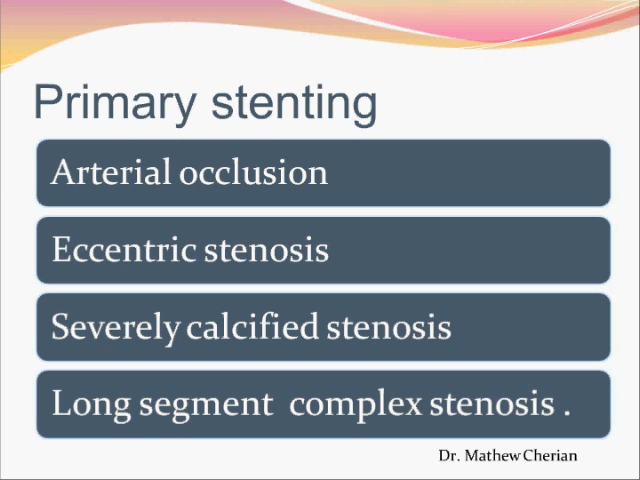 Primary stenting
Arterial occlusion
Eccentric stenosis
Severely calcified stenosis
Long segment  complex stenosis .
Dr. Mathew Cherian